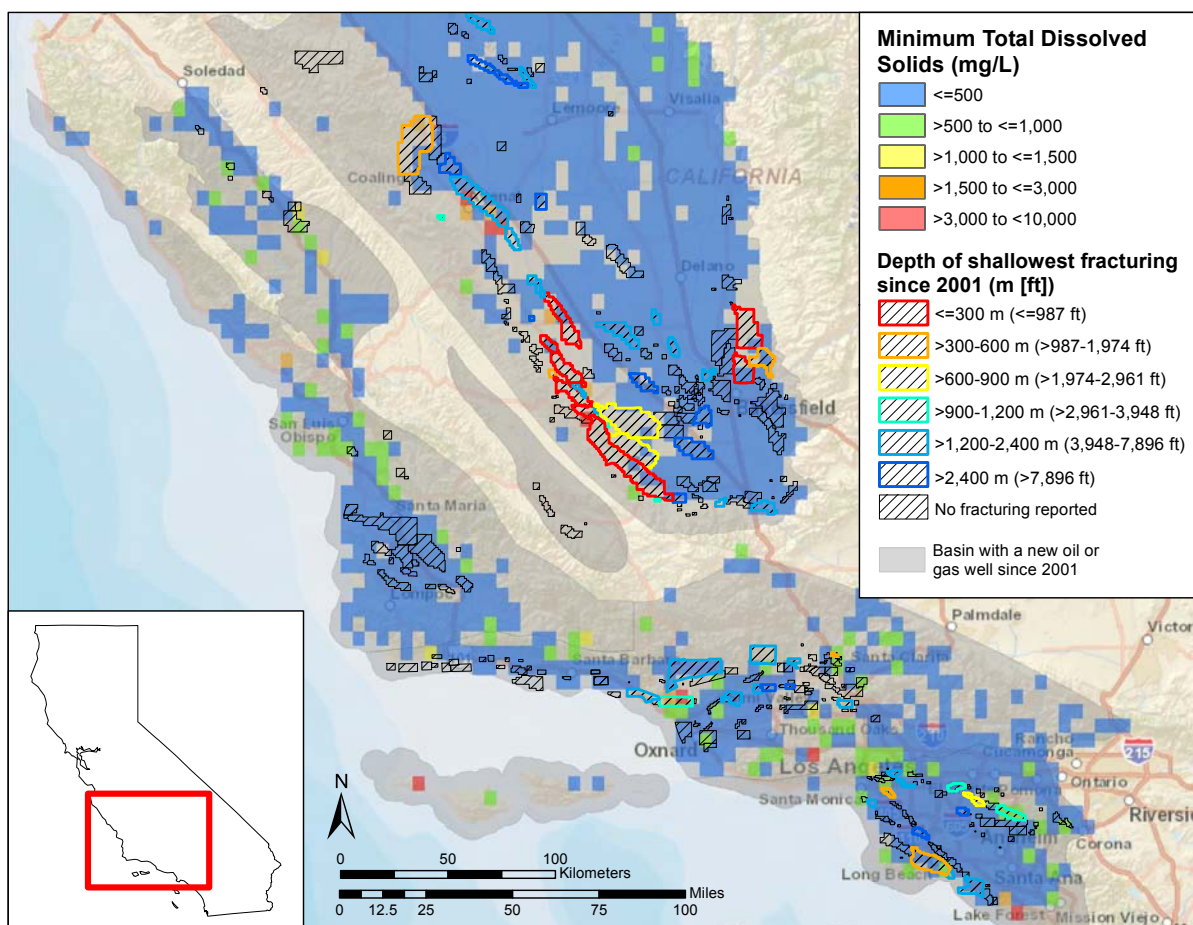 Soledad
Lemoore
Visalia
Coaling
CALIFORNIA
Delano
San Luis
Obispo
Santa Maria
Lompoc
Santa Barba
Santa Clarita
Palmdale
Victor
Oxnard
Thousand Oaks
Los Angeles
Santa Monica
Rancho
Cucamonga
215
Ontario
Riversid
Corona
Long Beach
Santa Ana
Lake Forest
Mission Viejo
Minimum Total Dissolved
Solids (mg/L)
<=500
>500 to <=1,000
>1,000 to <=1,500
>1,500 to <=3,000
>3,000 to <10,000
Depth of shallowest fracturing
since 2001 (m [ft])
<=300 m (<=987 ft)
>300-600 m (>987-1,974 ft)
>600-900 m (>1,974-2,961 ft)
>900-1,200 m (>2,961-3,948 ft)
>1,200-2,400 m (3,948-7,896 ft)
>2,400 m (>7,896 ft)
No fracturing reported
Basin with a new oil or
gas well since 2001
N
0 50 100
Kilometers
Miles
0 12.5 25 50 75 100